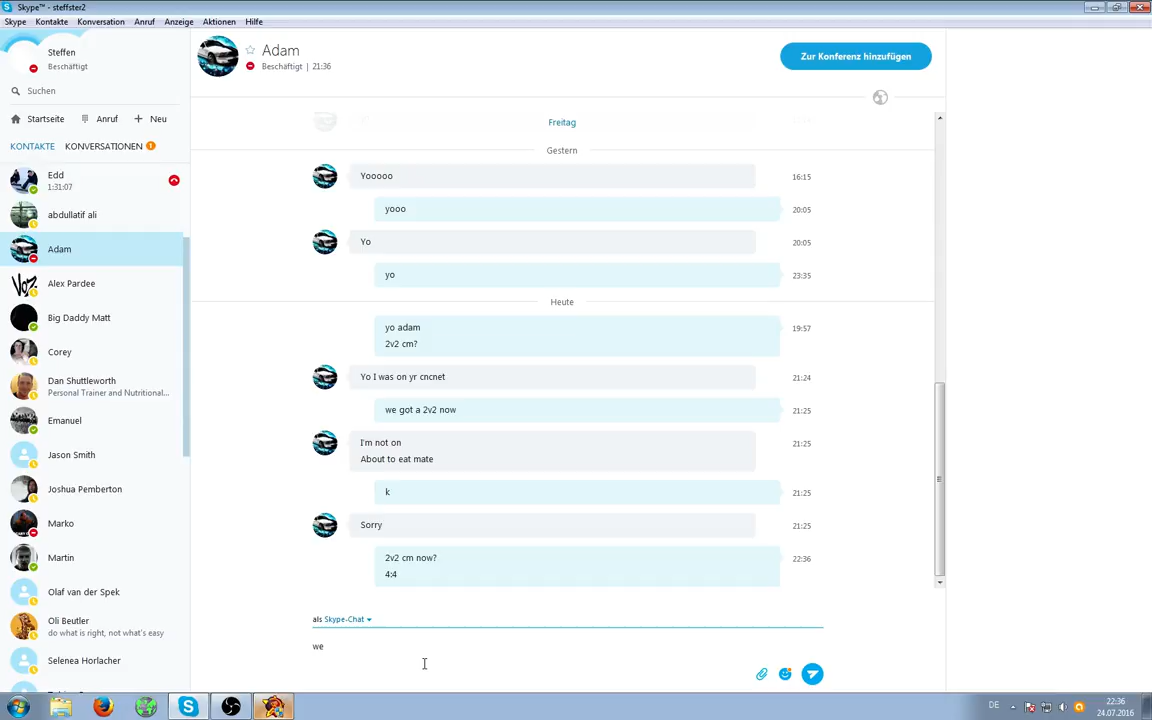 Skype™ - steffster2
Skype Kontakte Konversation Anruf Anzeige Aktionen Hilfe
Steffen
Beschäftigt
Suchen
Startseite Anruf Neu
KONTAKTE KONVERSATIONEN 1
Edd
1:31:07
abdullatif ali
Adam
Alex Pardee
Big Daddy Matt
Corey
Dan Shuttleworth
Personal Trainer and Nutritional...
Emanuel
Jason Smith
Joshua Pemberton
Marko
Martin
Olaf van der Spek
Oli Beutler
do what is right, not what's easy
Selenea Horlacher
Adam
Beschäftigt | 21:36
Zur Konferenz hinzufügen
Freitag
Gestern
Yooooo 16:15
yooo 20:05
Yo 20:05
yo 23:35
Heute
yo adam 19:57
2v2 cm?
Yo I was on yr cncnet 21:24
we got a 2v2 now 21:25
I'm not on 21:25
About to eat mate
k 21:25
Sorry 21:25
2v2 cm now? 22:36
4:4
als Skype-Chat
we
DE
22:36
24.07.2016